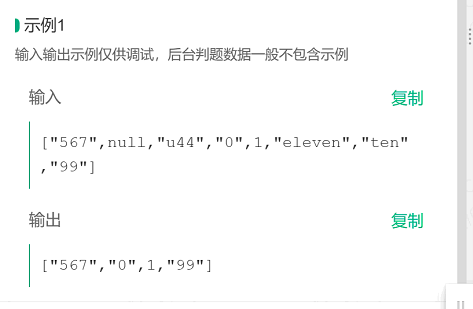 示例1
输入输出示例仅供调试，后台判题数据一般不包含示例
输入
复制
["567",null,"u44","0",1,"eleven","ten"
,"99"]
输出
复制
["567","0",1,"99"]